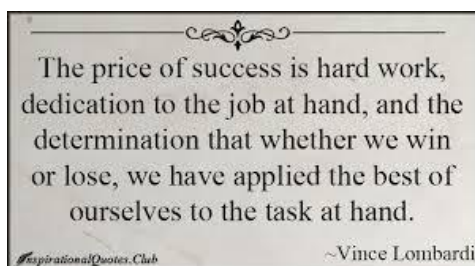 The price of success is hard work,
dedication to the job at hand, and the
determination that whether we win
or lose, we have applied the best of
ourselves to the task at hand.
~Vince Lombardi
InspirationalQuotes.Club